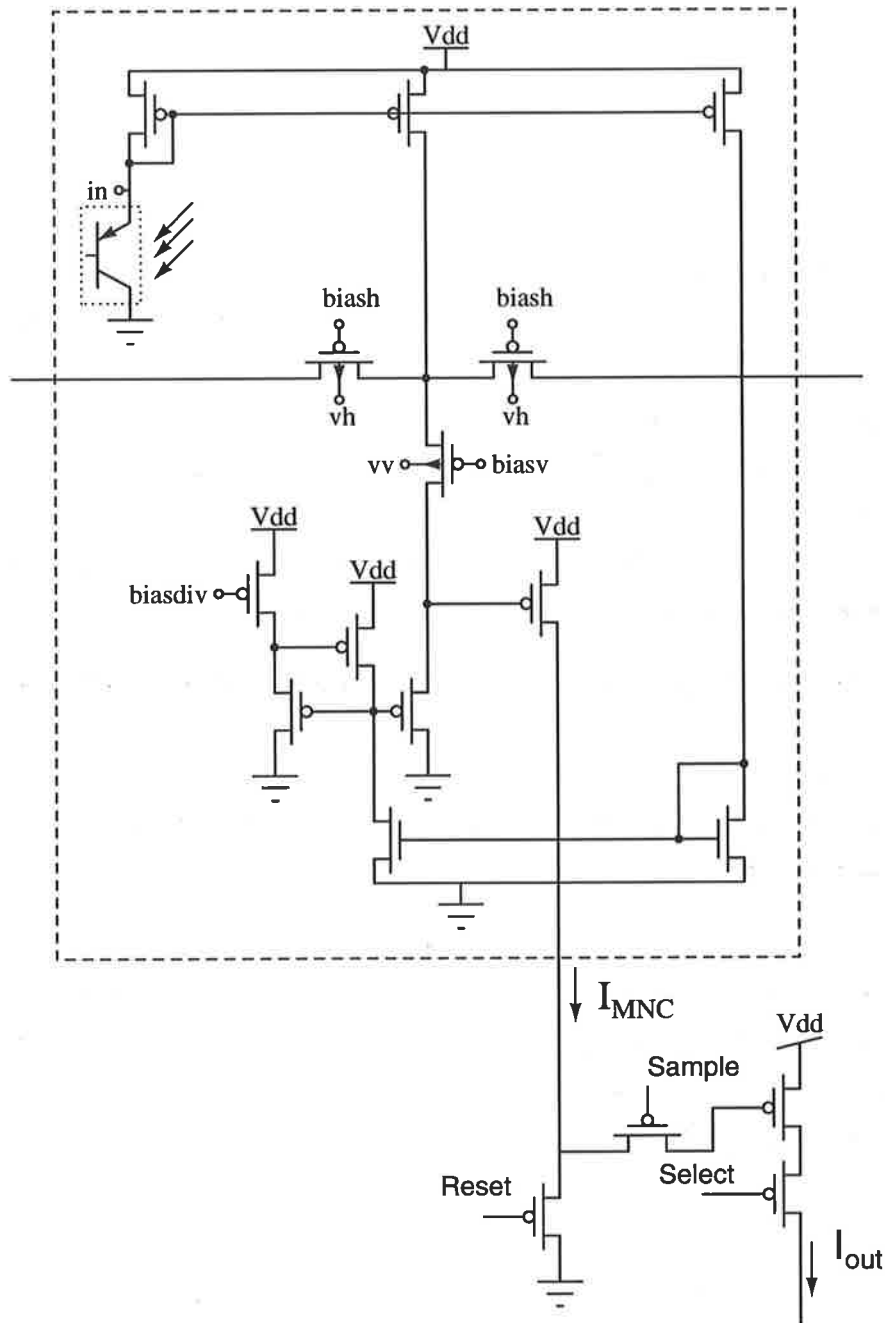 Vdd
in
biash
biash
vh
vh
vv
biasv
Vdd
Vdd
Vdd
biasdiv
I_MNC
Vdd
Sample
Select
Reset
I_out